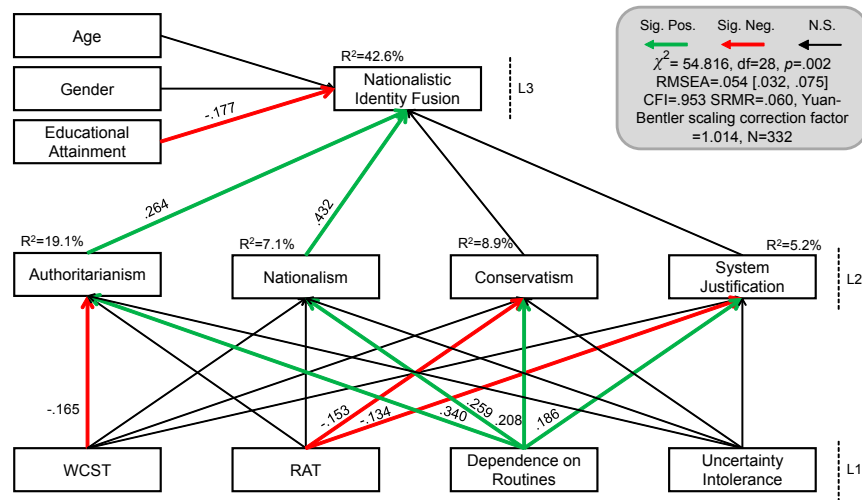 Age
Gender
Educational
Attainment
-.177
R²=42.6%
Nationalistic
Identity Fusion
L3
Sig. Pos. Sig. Neg. N.S.
χ²= 54.816, df=28, p=.002
RMSEA=.054 [.032, .075]
CFI=.953 SRMR=.060, Yuan-
Bentler scaling correction factor
=1.014, N=332
.264
.432
R²=19.1%
Authoritarianism
R²=7.1%
Nationalism
R²=8.9%
Conservatism
R²=5.2%
System
Justification
L2
-.165
-.153
-.134
.340
.259
.208
.186
WCST
RAT
Dependence on
Routines
Uncertainty
Intolerance
L1